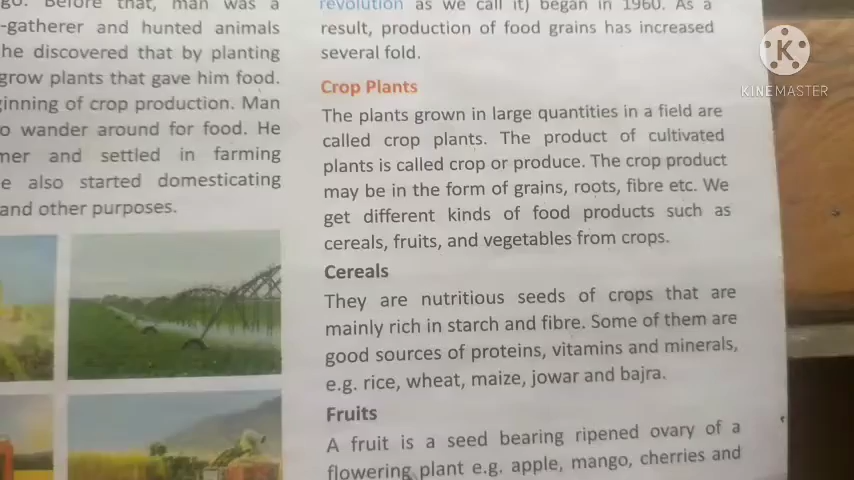 Before that, man was a
-gatherer and hunted animals
he discovered that by planting
grow plants that gave him food.
of crop production. Man
wander around for food. He
and settled in farming
also started domesticating
and other purposes.
revolution as we call it) began in 1960. As a
result, production of food grains has increased
several fold.
Crop Plants
The plants grown in large quantities in a field are
called crop plants. The product of cultivated
plants is called crop or produce. The crop product
may be in the form of grains, roots, fibre etc. We
get different kinds of food products such as
cereals, fruits, and vegetables from crops.
Cereals
They are nutritious seeds of crops that are
mainly rich in starch and fibre. Some of them are
good sources of proteins, vitamins and minerals,
e.g. rice, wheat, maize, jowar and bajra.
Fruits
A fruit is a seed bearing ripened ovary of a
flowering plant e.g. apple, mango, cherries and
K
KINEMASTER